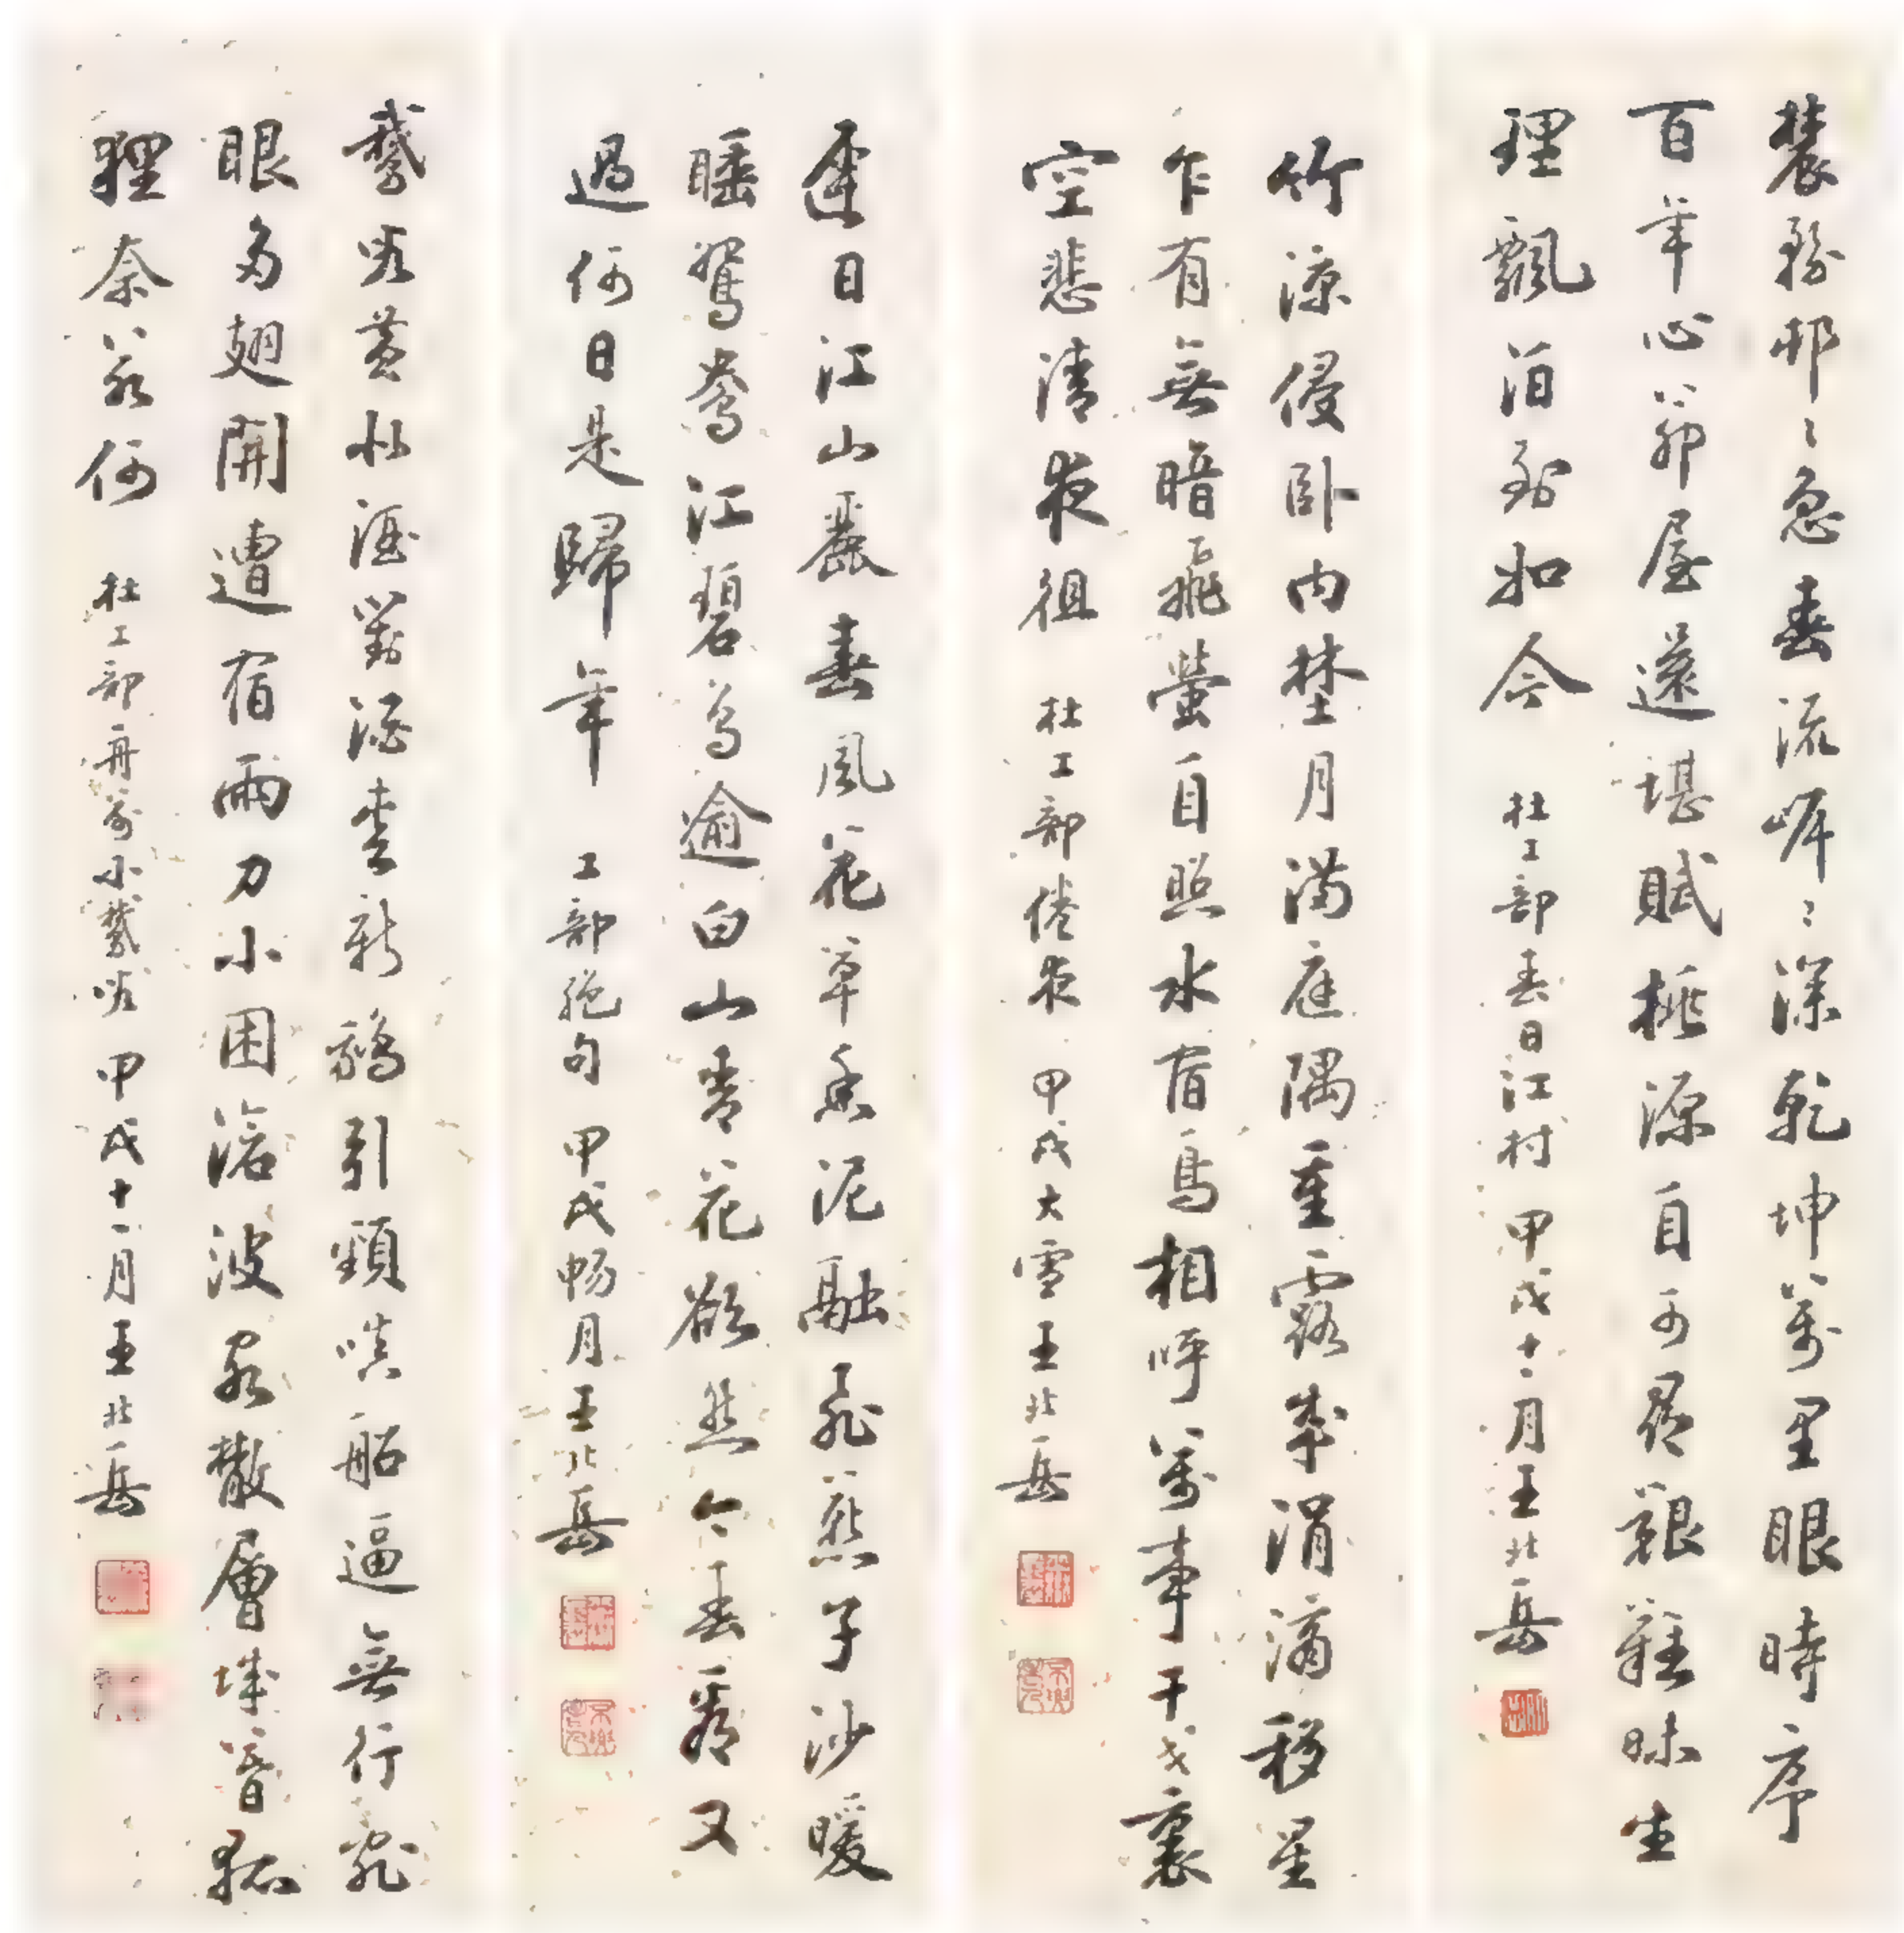 農務邨〻急春流岸〻深乾坤萬里眼時序
百年心茆屋還堪賦桃源自可尋艱難昧生
理飄泊到如今 杜工部春日江村 甲戌十二月王北岳
竹涼侵卧内埜月滿庭隅重露成涓滴稀星
乍有無暗飛螢自照水宿鳥相呼萬事干戈裏
空悲清夜徂 杜工部倦夜 甲戌大雪王北岳
遲日江山麗春風花草香泥融飛燕子沙暖
睡鴛鴦江碧鳥逾白山青花欲然今春看又
過何日是歸年 工部絕句 甲戌畅月王北岳
鵞兒黃似酒對酒愛新鵝引頸嗔船逼無行亂
眼多翅開遭宿雨力小困滄波客散層城暮狐
狸奈若何 杜工部舟前小鵞兒 甲戌十一月王北岳